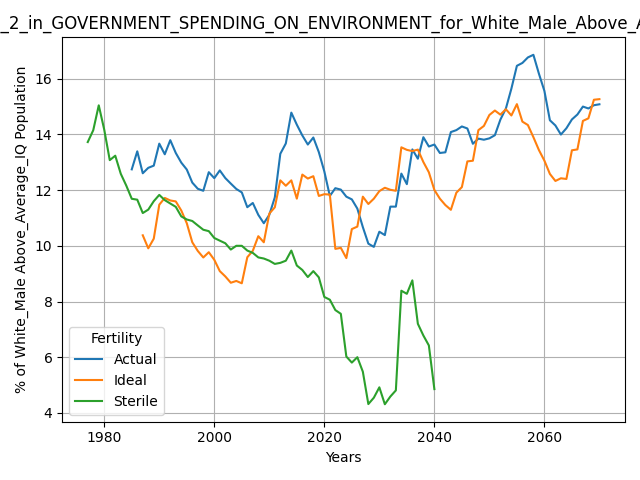 _2_in_GOVERNMENT_SPENDING_ON_ENVIRONMENT_for_White_Male_Above_A
% of White_Male Above_Average_IQ Population
16
14
12
10
8
6
4
Fertility
Actual
Ideal
Sterile
1980 2000 2020 2040 2060
Years